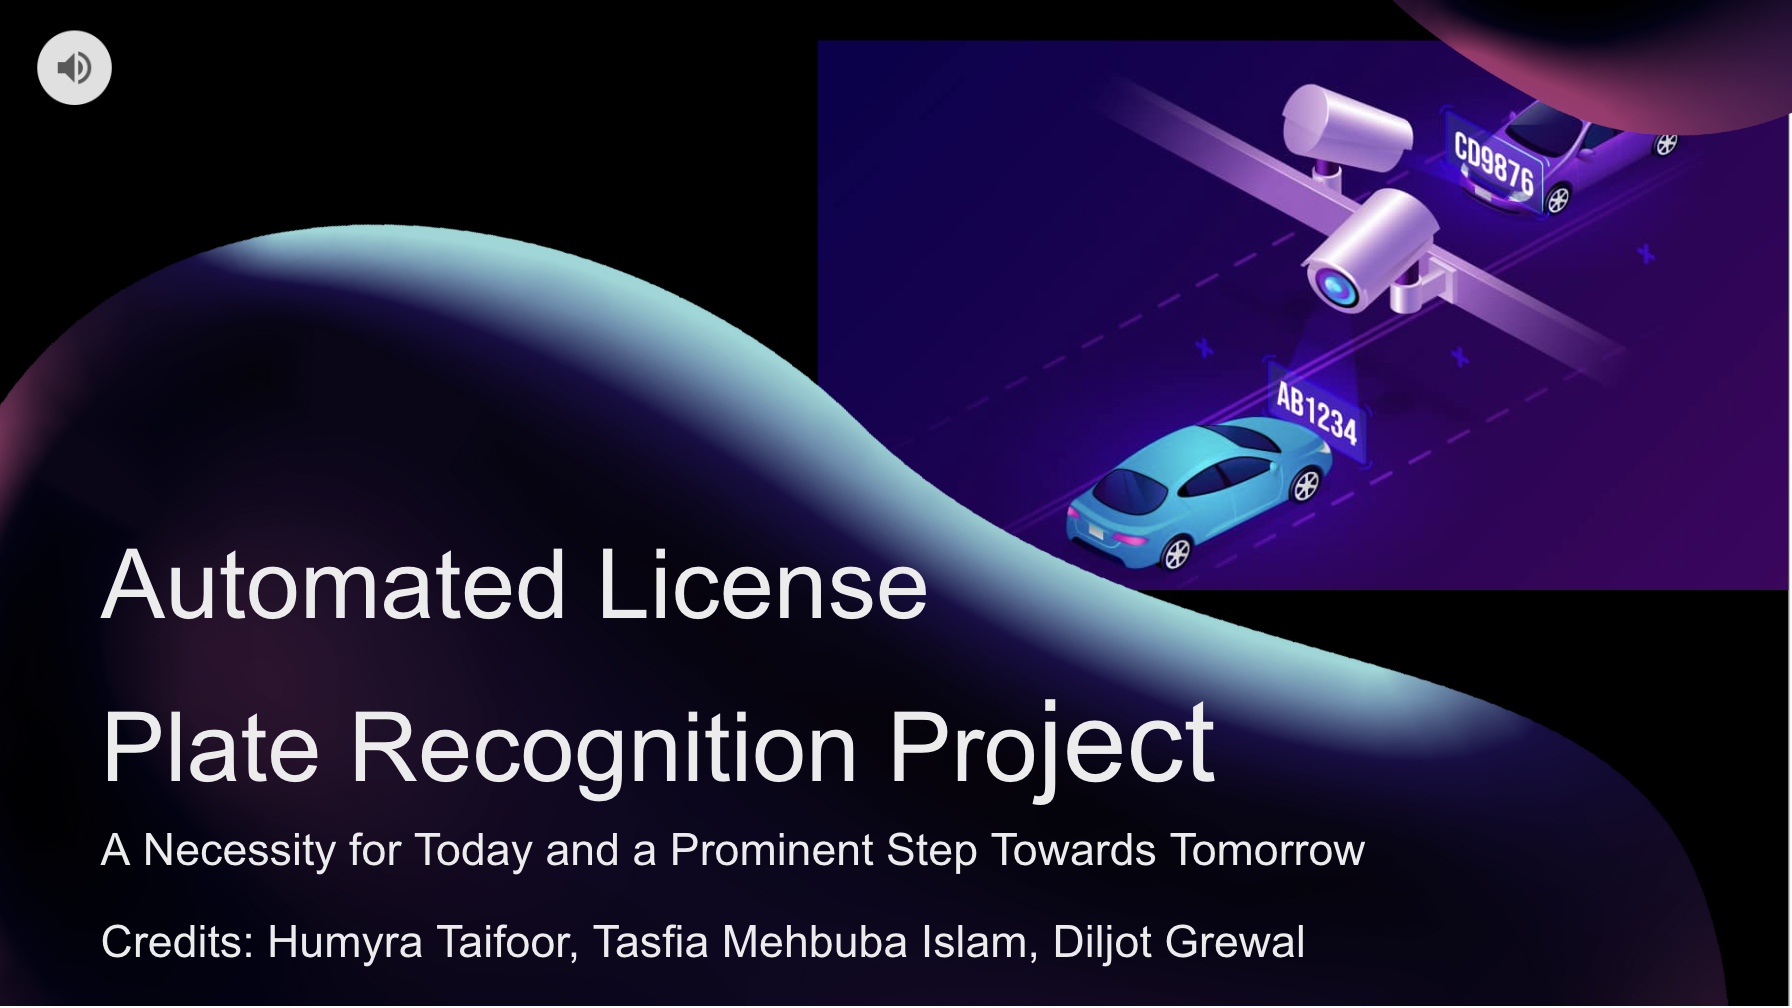 CD9876
AB1234
Automated License
Plate Recognition Project
A Necessity for Today and a Prominent Step Towards Tomorrow
Credits: Humyra Taifoor, Tasfia Mehbuba Islam, Diljot Grewal